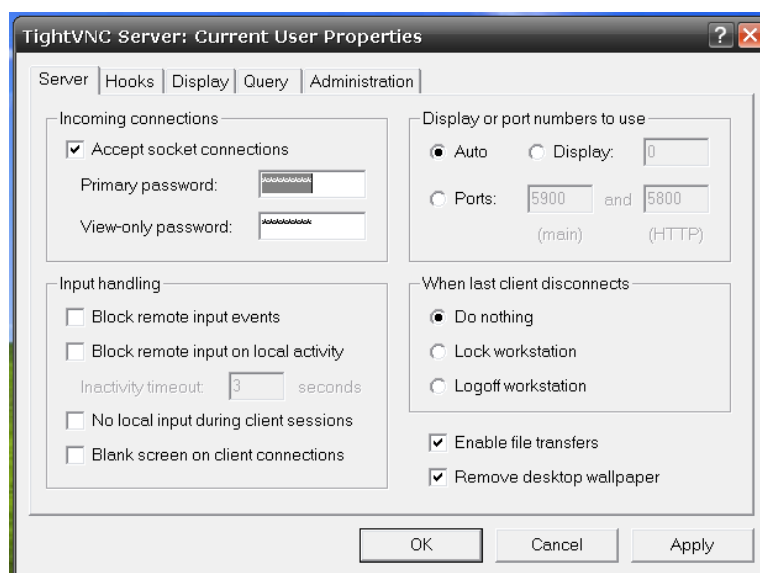 TightVNC Server: Current User Properties
Server Hooks Display Query Administration
Incoming connections
Accept socket connections
Primary password: ********
View-only password: ********
Display or port numbers to use
Auto Display: 0
Ports: 5900 and 5800
(main) (HTTP)
Input handling
Block remote input events
Block remote input on local activity
Inactivity timeout: 3 seconds
No local input during client sessions
Blank screen on client connections
When last client disconnects
Do nothing
Lock workstation
Logoff workstation
Enable file transfers
Remove desktop wallpaper
OK Cancel Apply